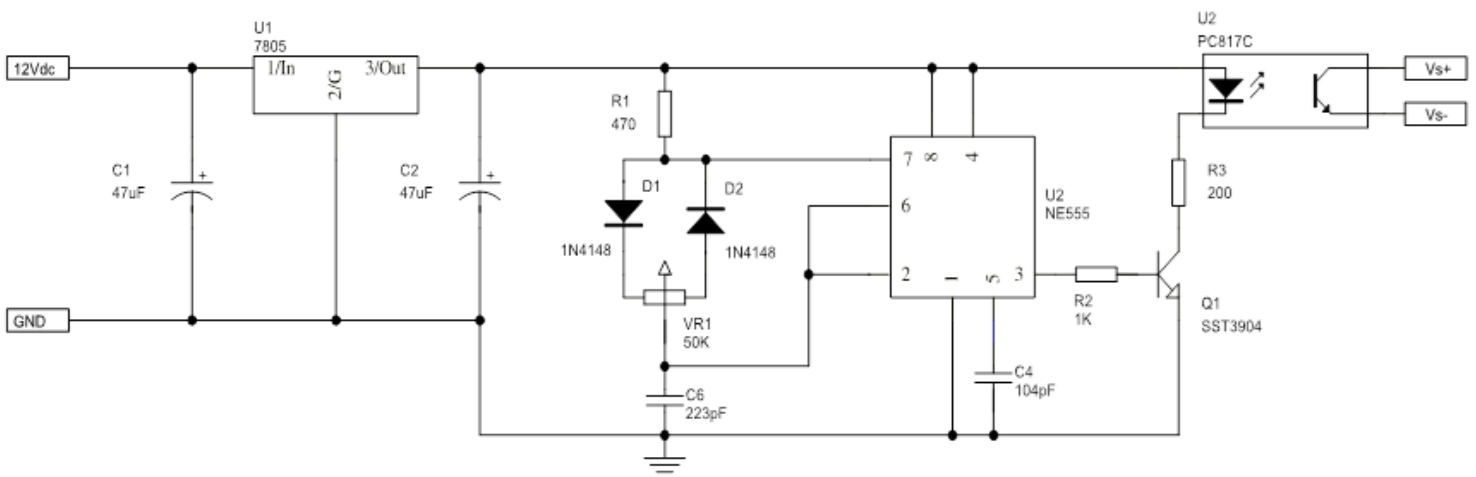 U1
7805
12Vdc
1/In
2/G
3/Out
C1
47uF
C2
47uF
GND
R1
470
D1
1N4148
D2
1N4148
VR1
50K
C6
223pF
7
8
4
6
2
1
5
3
U2
NE555
C4
104pF
R2
1K
Q1
SST3904
R3
200
U2
PC817C
Vs+
Vs-